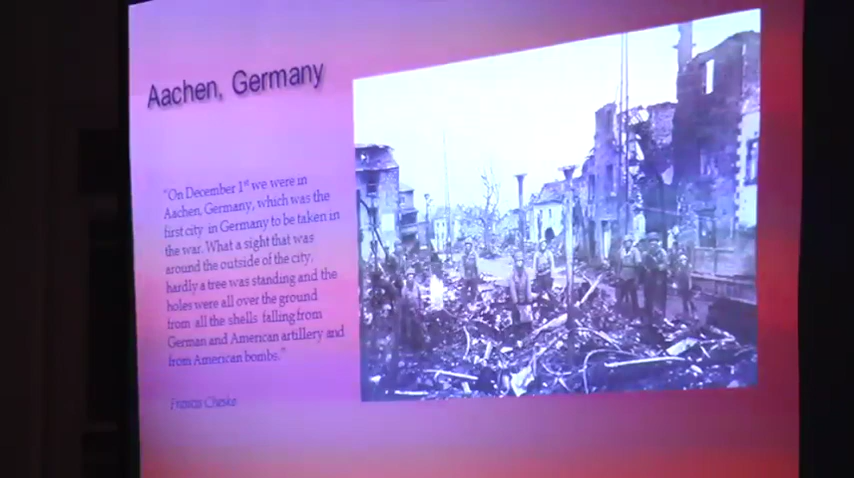 Aachen, Germany
"On December 1st we were in
Aachen, Germany, which was the
first city in Germany to be taken in
the war. What a sight that was
around the outside of the city,
hardly a tree was standing and the
holes were all over the ground
from all the shells falling from
German and American artillery and
from American bombs."
Francis